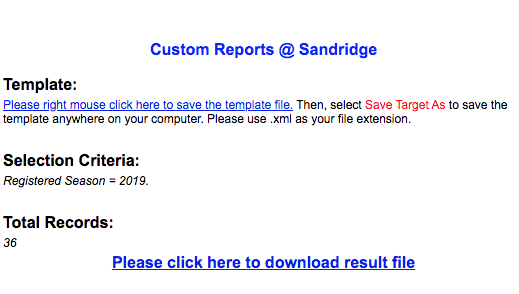 Custom Reports @ Sandridge
Template:
Please right mouse click here to save the template file. Then, select Save Target As to save the
template anywhere on your computer. Please use .xml as your file extension.
Selection Criteria:
Registered Season = 2019.
Total Records:
36
Please click here to download result file